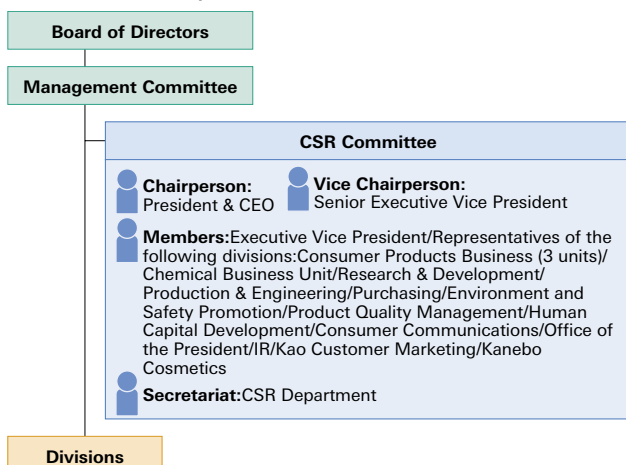 Board of Directors
Management Committee
CSR Committee
Chairperson:
President & CEO
Vice Chairperson:
Senior Executive Vice President
Members:Executive Vice President/Representatives of the
following divisions:Consumer Products Business (3 units)/
Chemical Business Unit/Research & Development/
Production & Engineering/Purchasing/Environment and
Safety Promotion/Product Quality Management/Human
Capital Development/Consumer Communications/Office of
the President/IR/Kao Customer Marketing/Kanebo
Cosmetics
Secretariat:CSR Department
Divisions